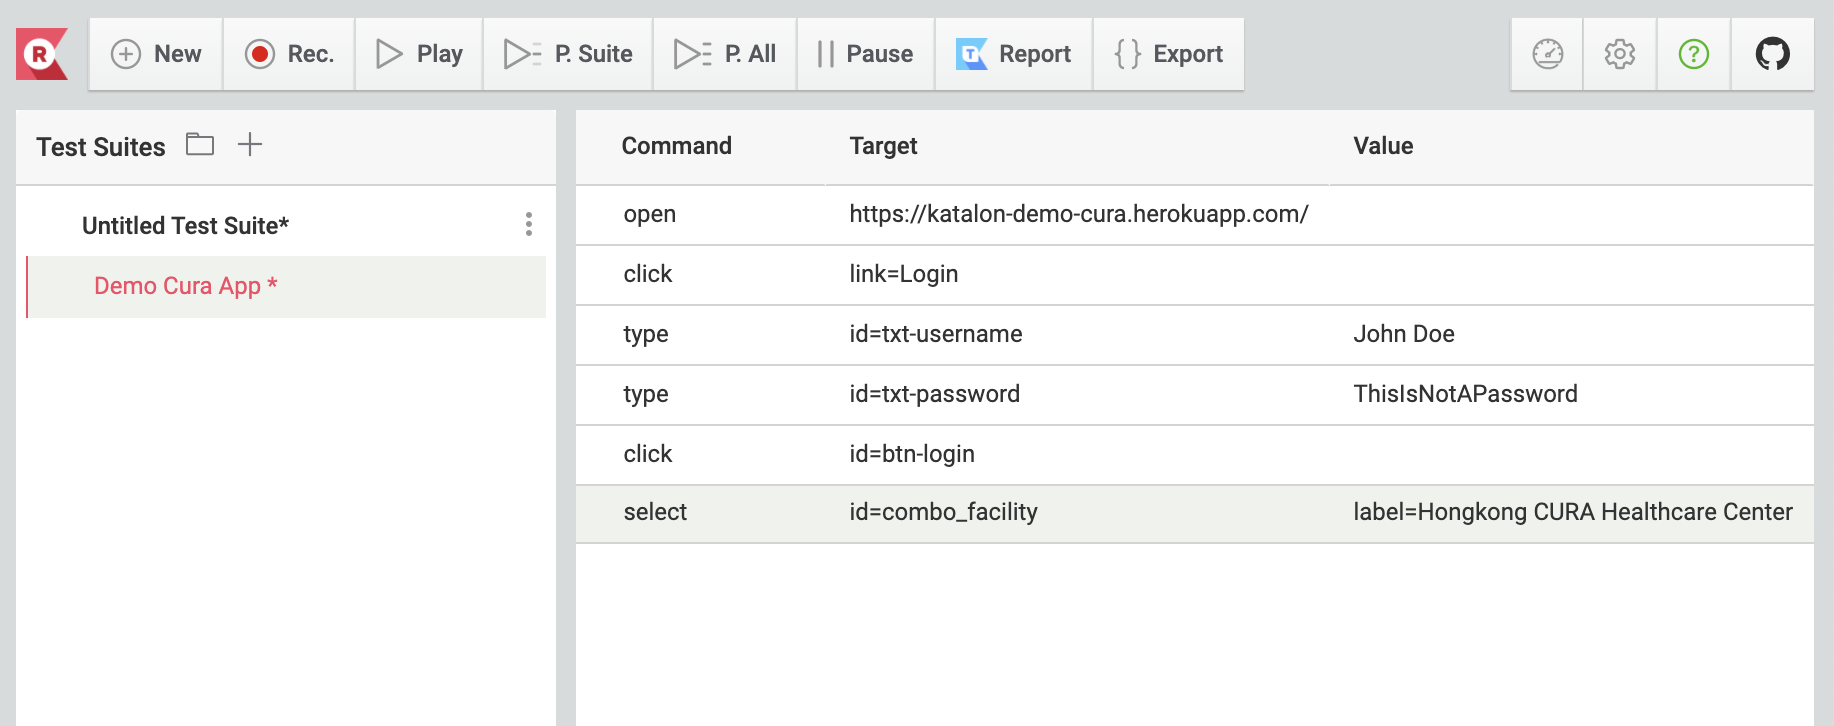 R New Rec. Play P. Suite P. All Pause T Report { } Export ?
Test Suites
Untitled Test Suite*
Demo Cura App *
Command Target Value
open https://katalon-demo-cura.herokuapp.com/
click link=Login
type id=txt-username John Doe
type id=txt-password ThisIsNotAPassword
click id=btn-login
select id=combo_facility label=Hongkong CURA Healthcare Center